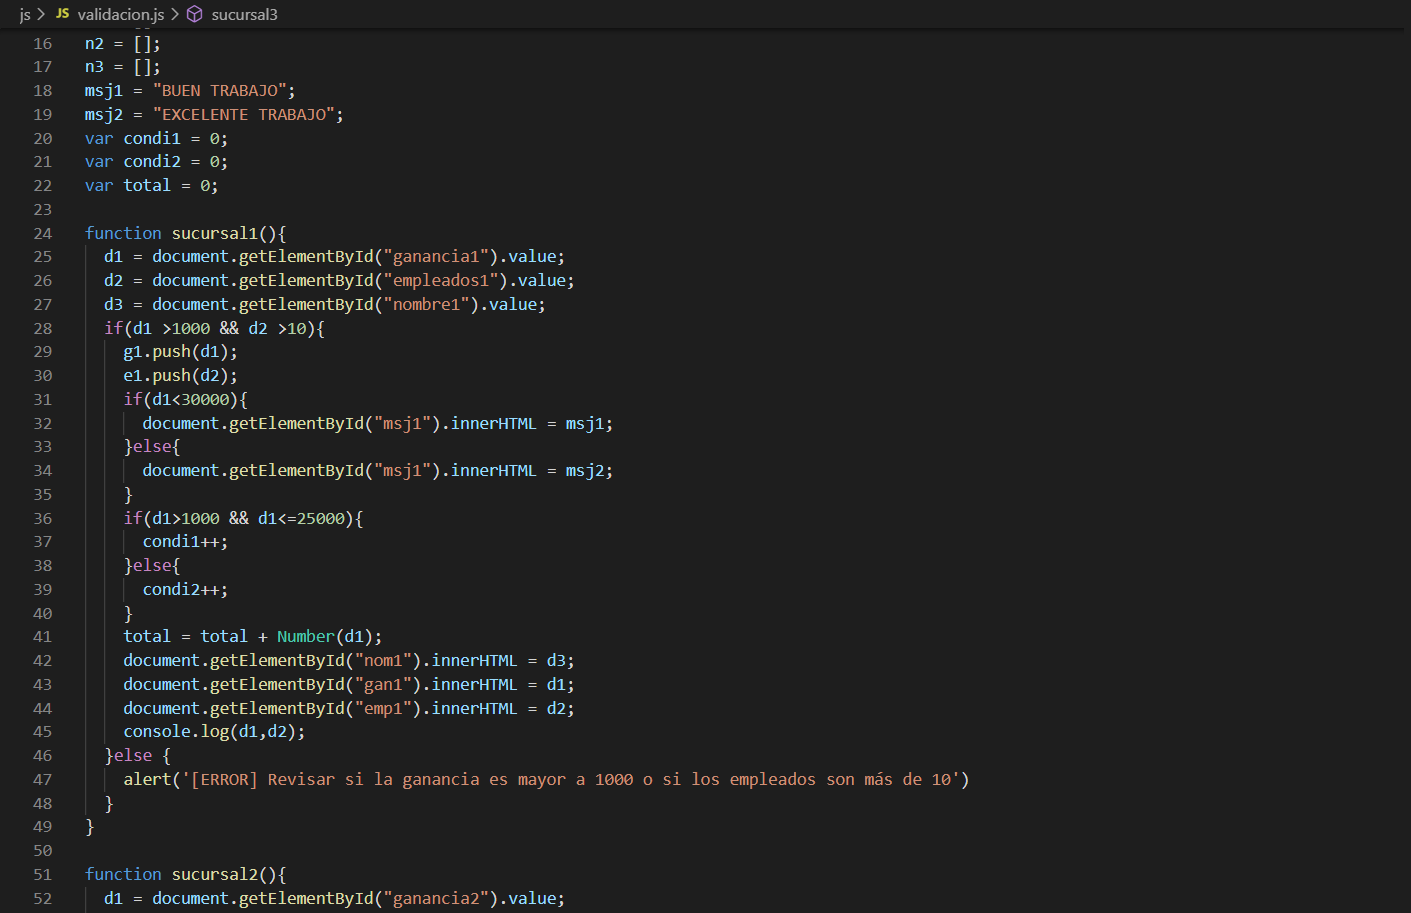 js > JS validacion.js > sucursal3
16 n2 = [];
17 n3 = [];
18 msj1 = "BUEN TRABAJO";
19 msj2 = "EXCELENTE TRABAJO";
20 var condi1 = 0;
21 var condi2 = 0;
22 var total = 0;
23
24 function sucursal1(){
25 d1 = document.getElementById("ganancia1").value;
26 d2 = document.getElementById("empleados1").value;
27 d3 = document.getElementById("nombre1").value;
28 if(d1 >1000 && d2 >10){
29 g1.push(d1);
30 e1.push(d2);
31 if(d1<30000){
32 document.getElementById("msj1").innerHTML = msj1;
33 }else{
34 document.getElementById("msj1").innerHTML = msj2;
35 }
36 if(d1>1000 && d1<=25000){
37 condi1++;
38 }else{
39 condi2++;
40 }
41 total = total + Number(d1);
42 document.getElementById("nom1").innerHTML = d3;
43 document.getElementById("gan1").innerHTML = d1;
44 document.getElementById("emp1").innerHTML = d2;
45 console.log(d1,d2);
46 }else {
47 alert('[ERROR] Revisar si la ganancia es mayor a 1000 o si los empleados son más de 10')
48 }
49 }
50
51 function sucursal2(){
52 d1 = document.getElementById("ganancia2").value;